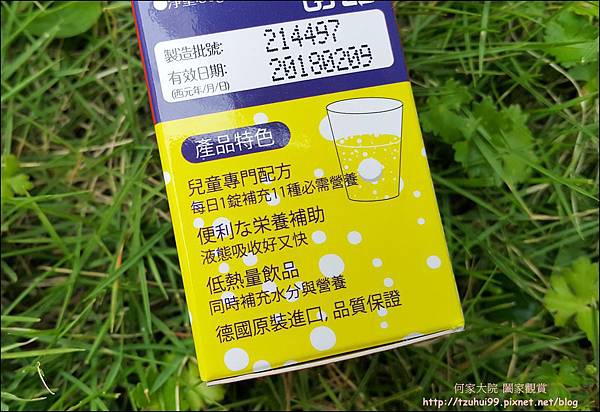 製造批號: 214497
有效日期: 20180209
(西元年/月/日)
產品特色
兒童專門配方
每日1錠補充11種必需營養
便利な栄養補助
液態吸收好又快
低熱量飲品
同時補充水分與營養
德國原裝進口, 品質保證
何家大院 闔家觀賞
http://tzuhui99.pixnet.net/blog